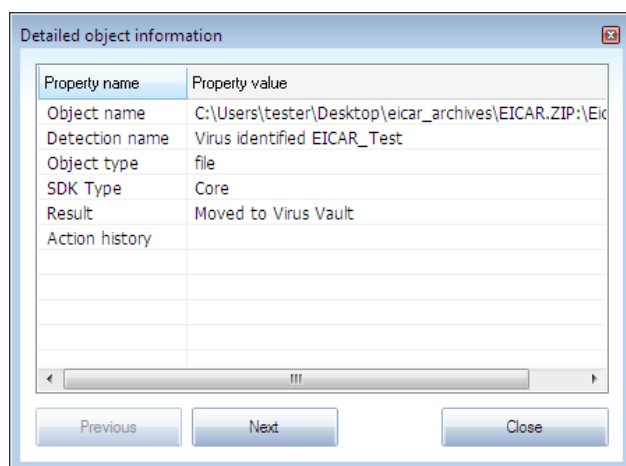 Detailed object information
Property name Property value
Object name C:\Users\tester\Desktop\eicar_archives\EICAR.ZIP:\Eic
Detection name Virus identified EICAR_Test
Object type file
SDK Type Core
Result Moved to Virus Vault
Action history
Previous Next Close